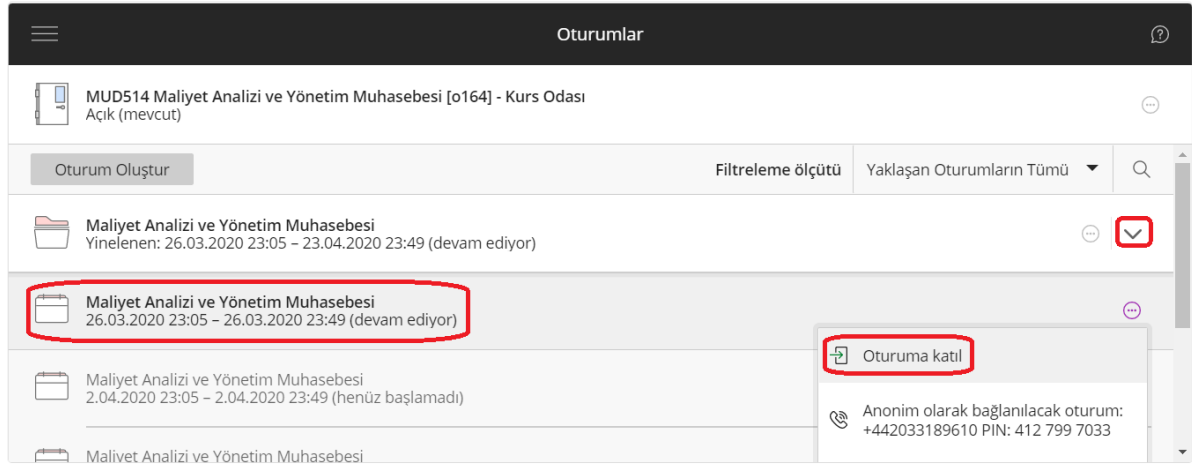 Oturumlar
MUD514 Maliyet Analizi ve Yönetim Muhasebesi [o164] - Kurs Odası
Açık (mevcut)
Oturum Oluştur
Filtreleme ölçütü
Yaklaşan Oturumların Tümü
Maliyet Analizi ve Yönetim Muhasebesi
Yinelenen: 26.03.2020 23:05 – 23.04.2020 23:49 (devam ediyor)
Maliyet Analizi ve Yönetim Muhasebesi
26.03.2020 23:05 – 26.03.2020 23:49 (devam ediyor)
Oturuma katıl
Maliyet Analizi ve Yönetim Muhasebesi
2.04.2020 23:05 – 2.04.2020 23:49 (henüz başlamadı)
Anonim olarak bağlanılacak oturum:
+442033189610 PIN: 412 799 7033
Maliyet Analizi ve Yönetim Muhasebesi